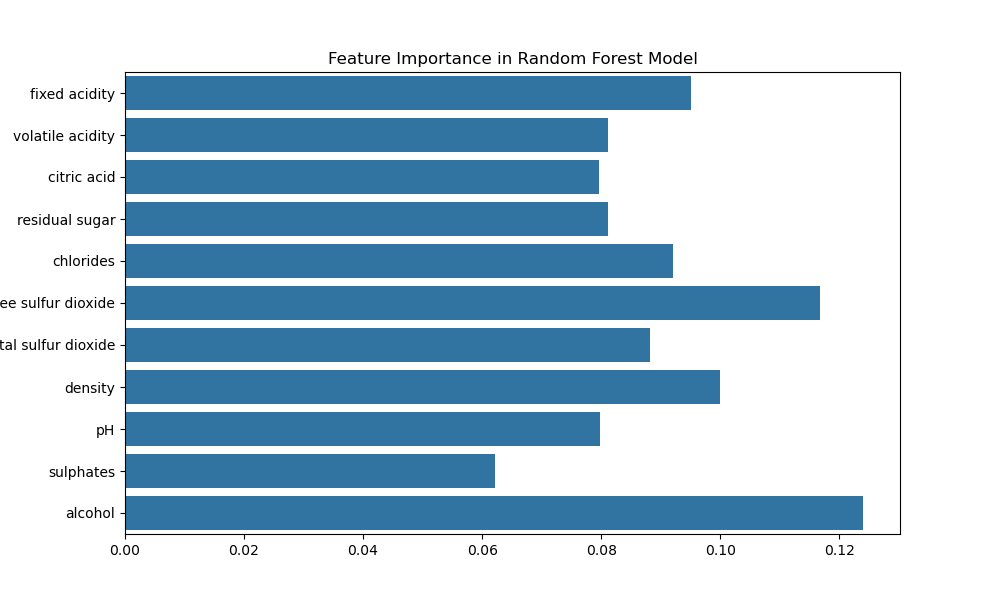 Feature Importance in Random Forest Model
fixed acidity
volatile acidity
citric acid
residual sugar
chlorides
ee sulfur dioxide
tal sulfur dioxide
density
pH
sulphates
alcohol
0.00 0.02 0.04 0.06 0.08 0.10 0.12